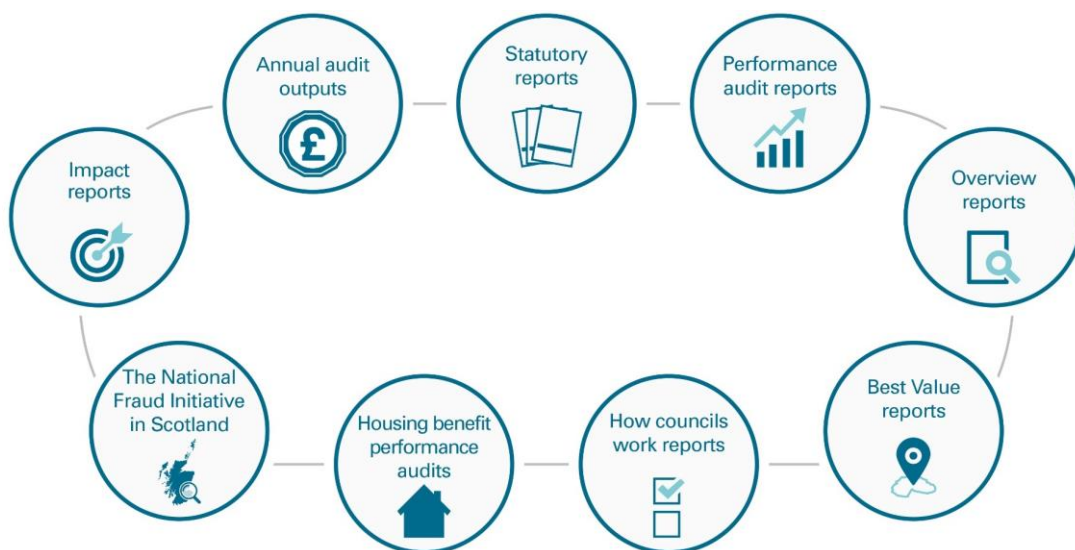 Annual audit
outputs
£
Statutory
reports
Performance
audit reports
Impact
reports
Overview
reports
The National
Fraud Initiative
in Scotland
Housing benefit
performance
audits
How councils
work reports
Best Value
reports